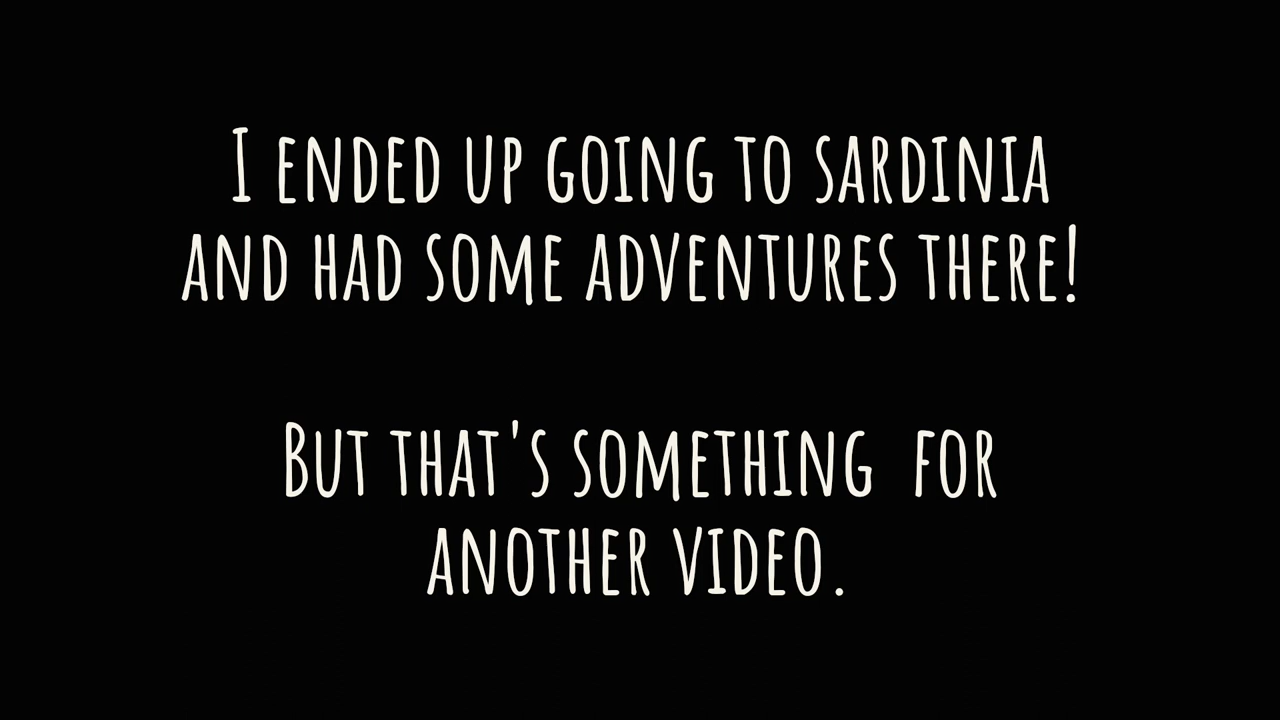 I ENDED UP GOING TO SARDINIA
AND HAD SOME ADVENTURES THERE!
BUT THAT'S SOMETHING  FOR
ANOTHER VIDEO.